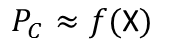 P_C ≈ f(X)